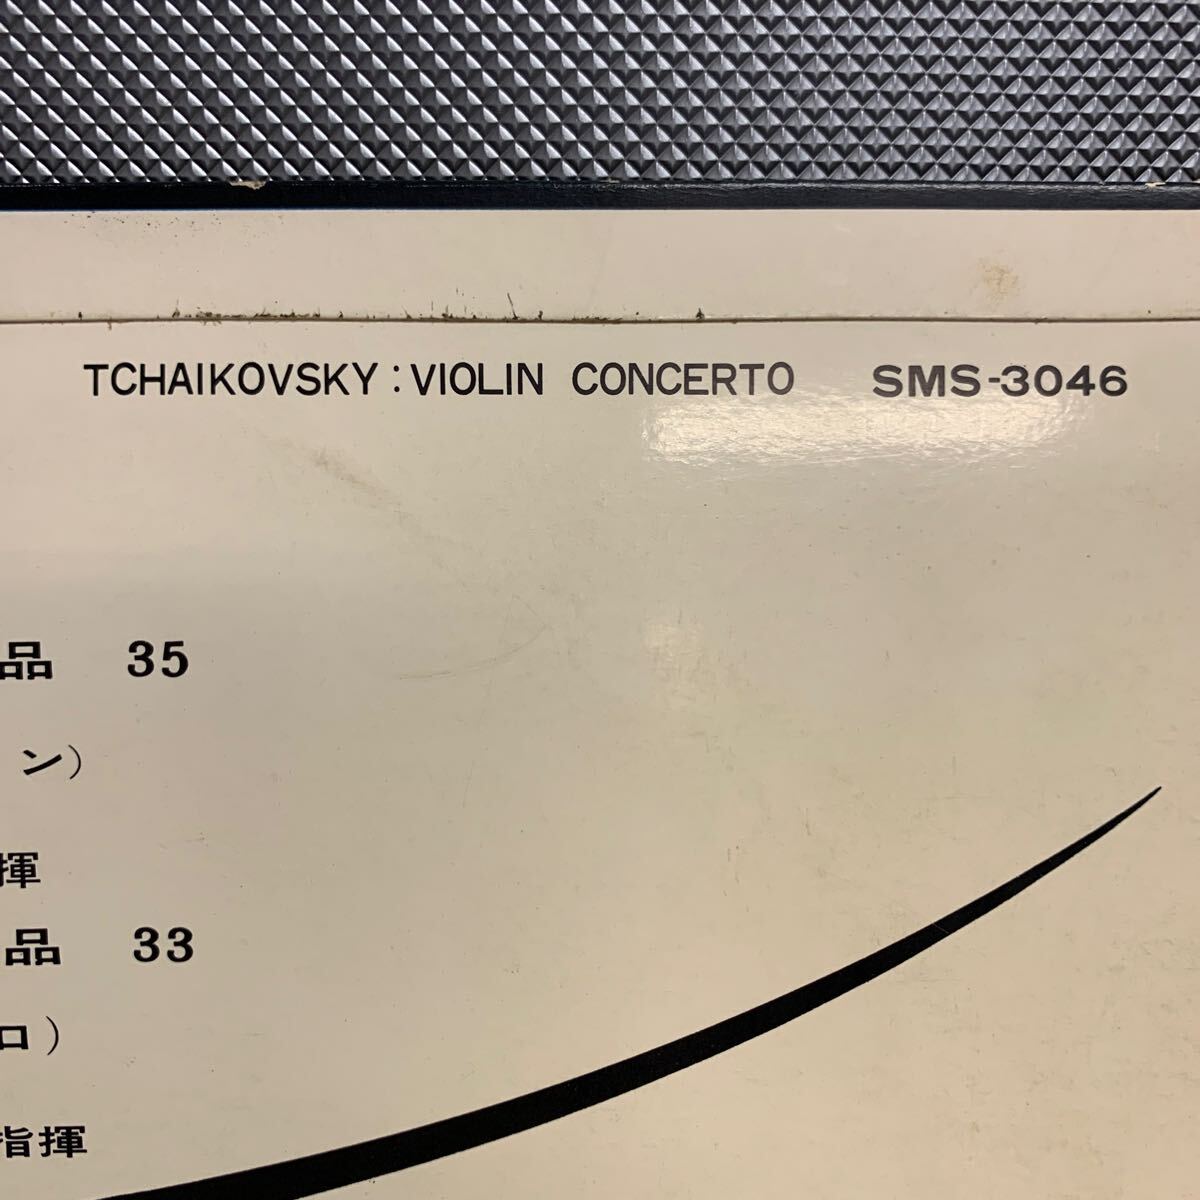 TCHAIKOVSKY : VIOLIN CONCERTO SMS-3046
品 35
ン)
揮
品 33
ロ)
指揮